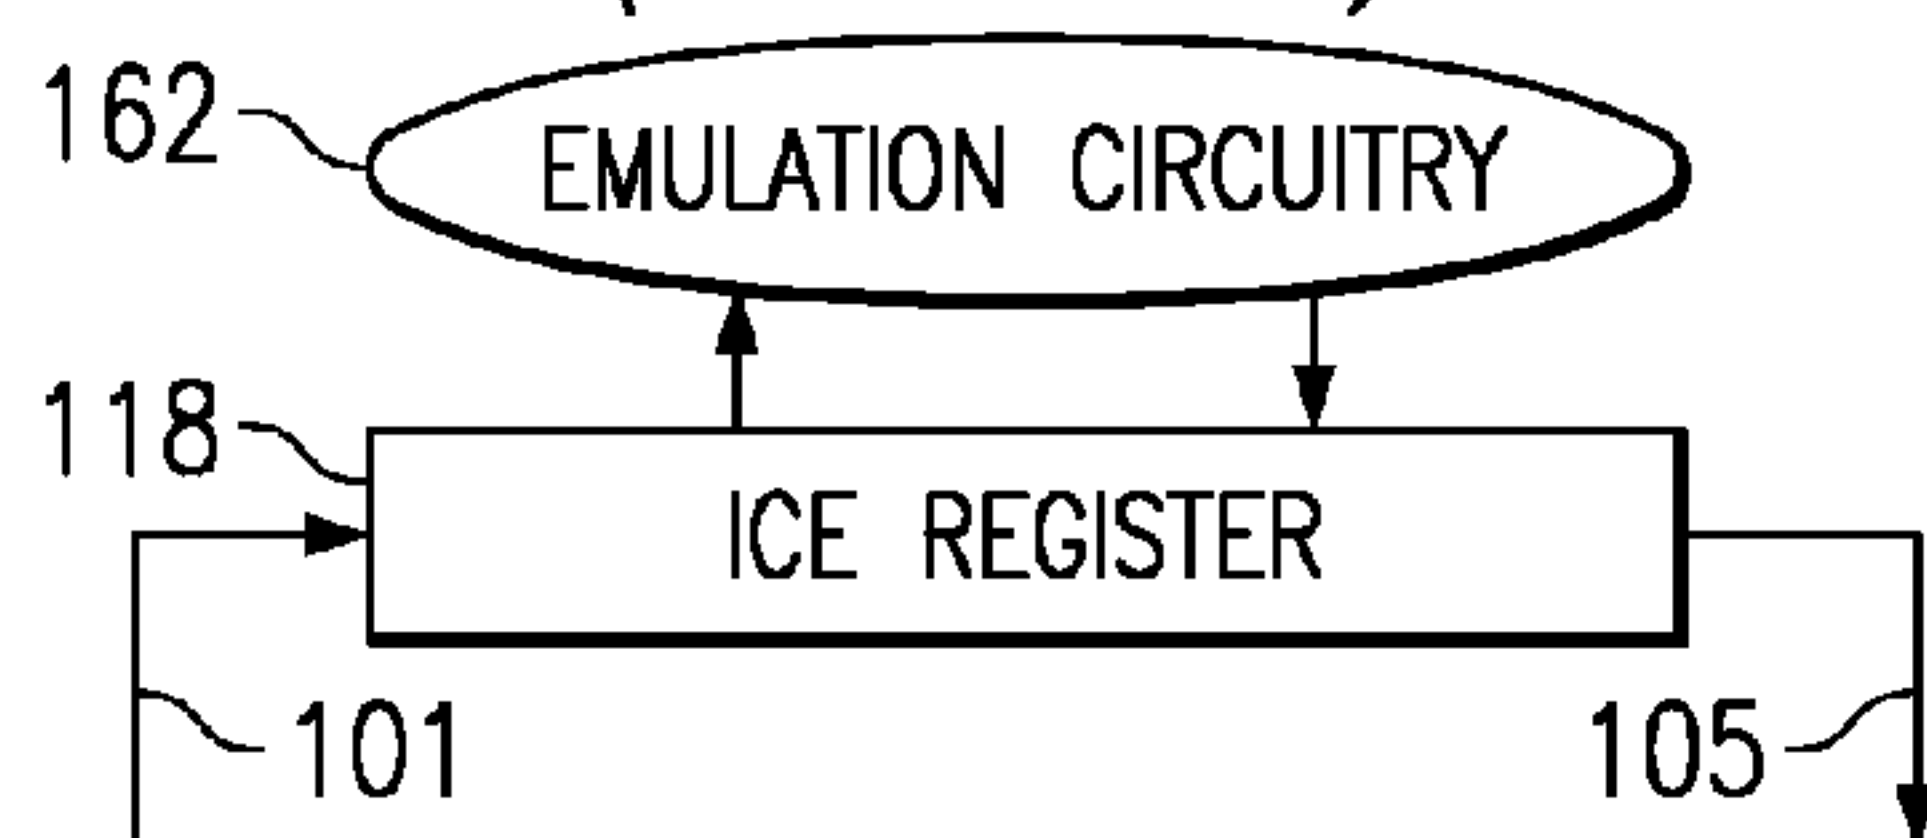 162
EMULATION CIRCUITRY
118
ICE REGISTER
101
105